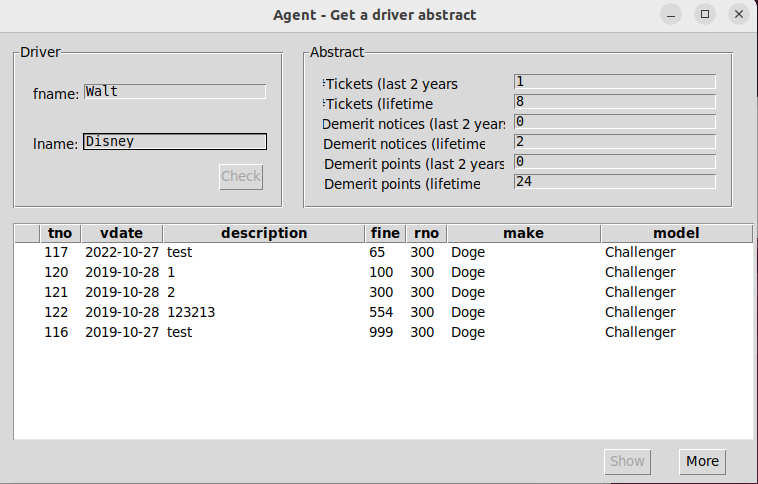 Agent - Get a driver abstract
Driver
fname: Walt
lname: Disney
Check
Abstract
#Tickets (last 2 years 1
#Tickets (lifetime 8
Demerit notices (last 2 years 0
Demerit notices (lifetime 2
Demerit points (last 2 years 0
Demerit points (lifetime 24
tno vdate description fine rno make model
117 2022-10-27 test 65 300 Doge Challenger
120 2019-10-28 1 100 300 Doge Challenger
121 2019-10-28 2 300 300 Doge Challenger
122 2019-10-28 123213 554 300 Doge Challenger
116 2019-10-27 test 999 300 Doge Challenger
Show More